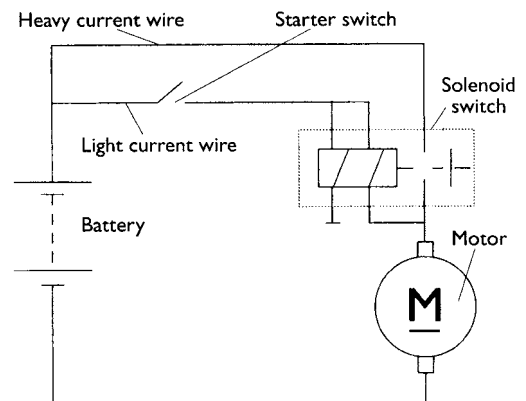 Heavy current wire
Starter switch
Solenoid
switch
Light current wire
Battery
Motor
M